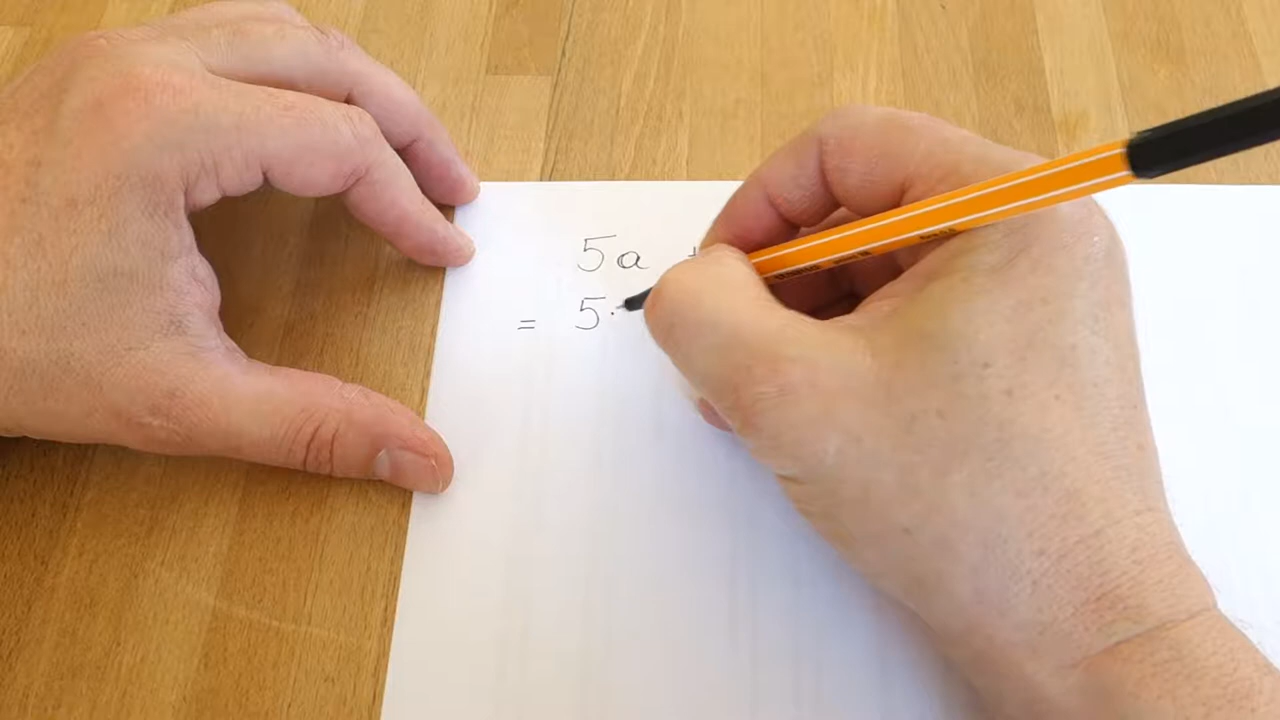 5a +
= 5·